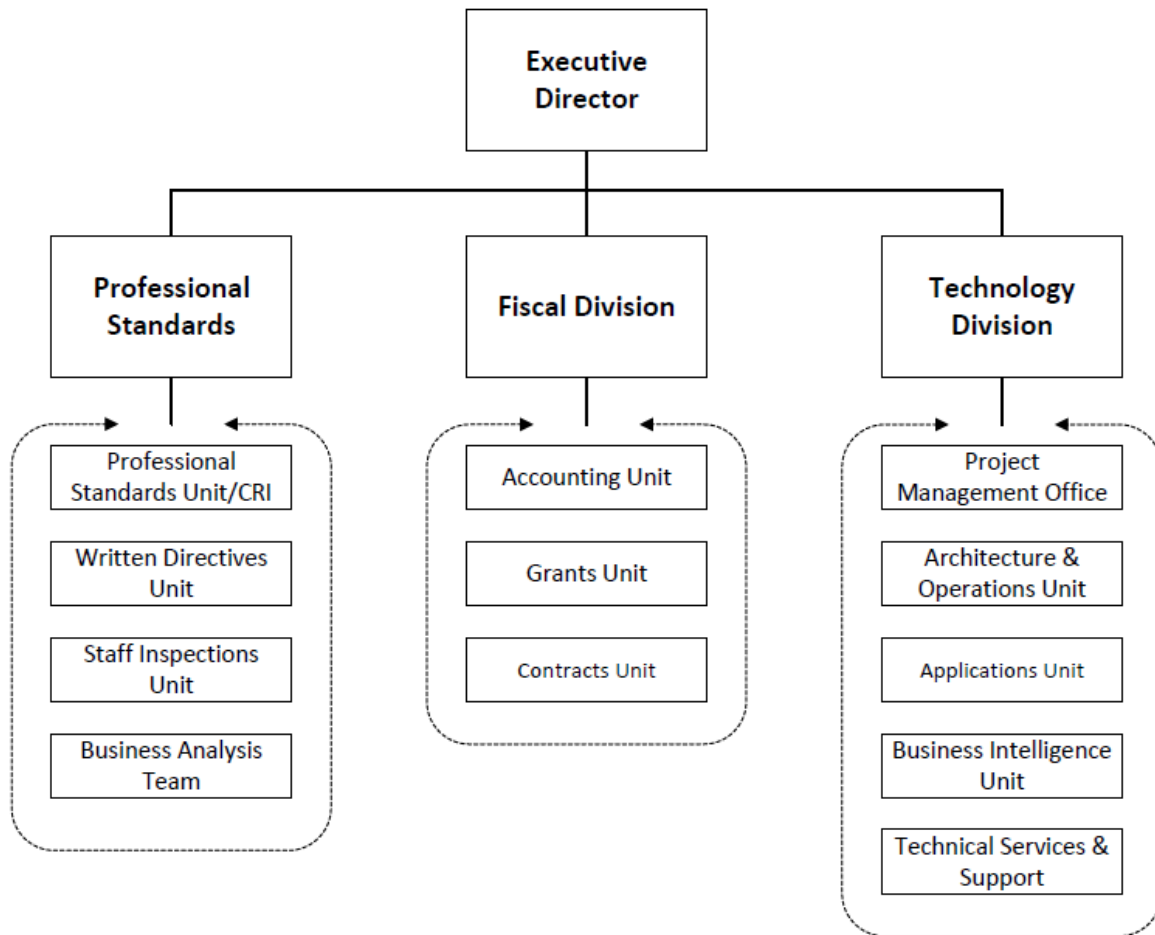 Executive
Director
Professional
Standards
Fiscal Division
Technology
Division
Professional
Standards Unit/CRI
Written Directives
Unit
Staff Inspections
Unit
Business Analysis
Team
Accounting Unit
Grants Unit
Contracts Unit
Project
Management Office
Architecture &
Operations Unit
Applications Unit
Business Intelligence
Unit
Technical Services &
Support